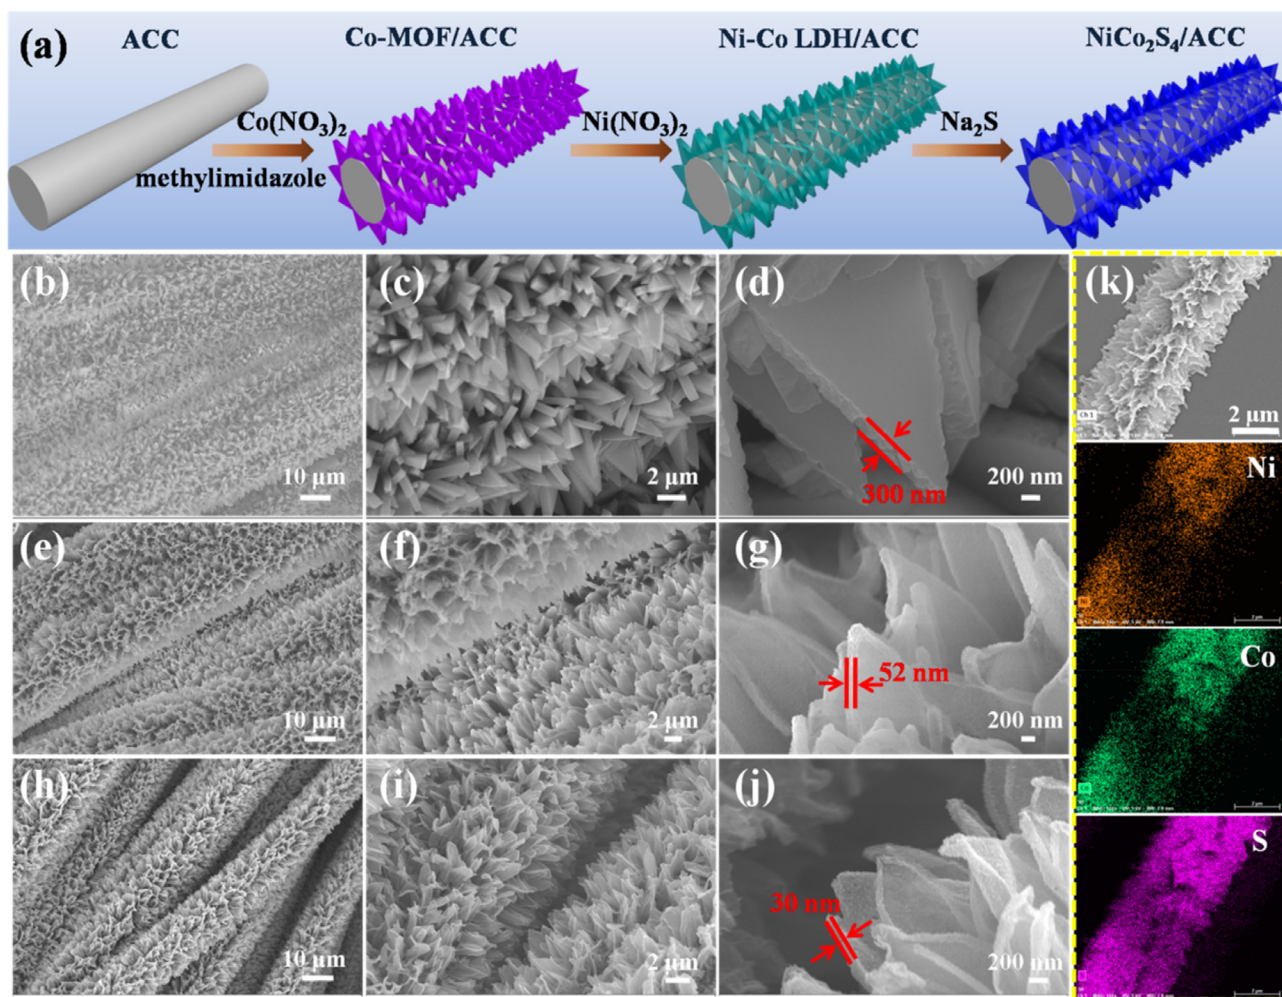 (a)
ACC
Co-MOF/ACC
Ni-Co LDH/ACC
NiCo₂S₄/ACC
Co(NO₃)₂
methylimidazole
Ni(NO₃)₂
Na₂S
(b)
10 μm
(c)
2 μm
(d)
300 nm
200 nm
(k)
Ch 1
2 μm
Ni
(e)
10 μm
(f)
2 μm
(g)
52 nm
200 nm
Co
(h)
10 μm
(i)
2 μm
(j)
30 nm
200 nm
S